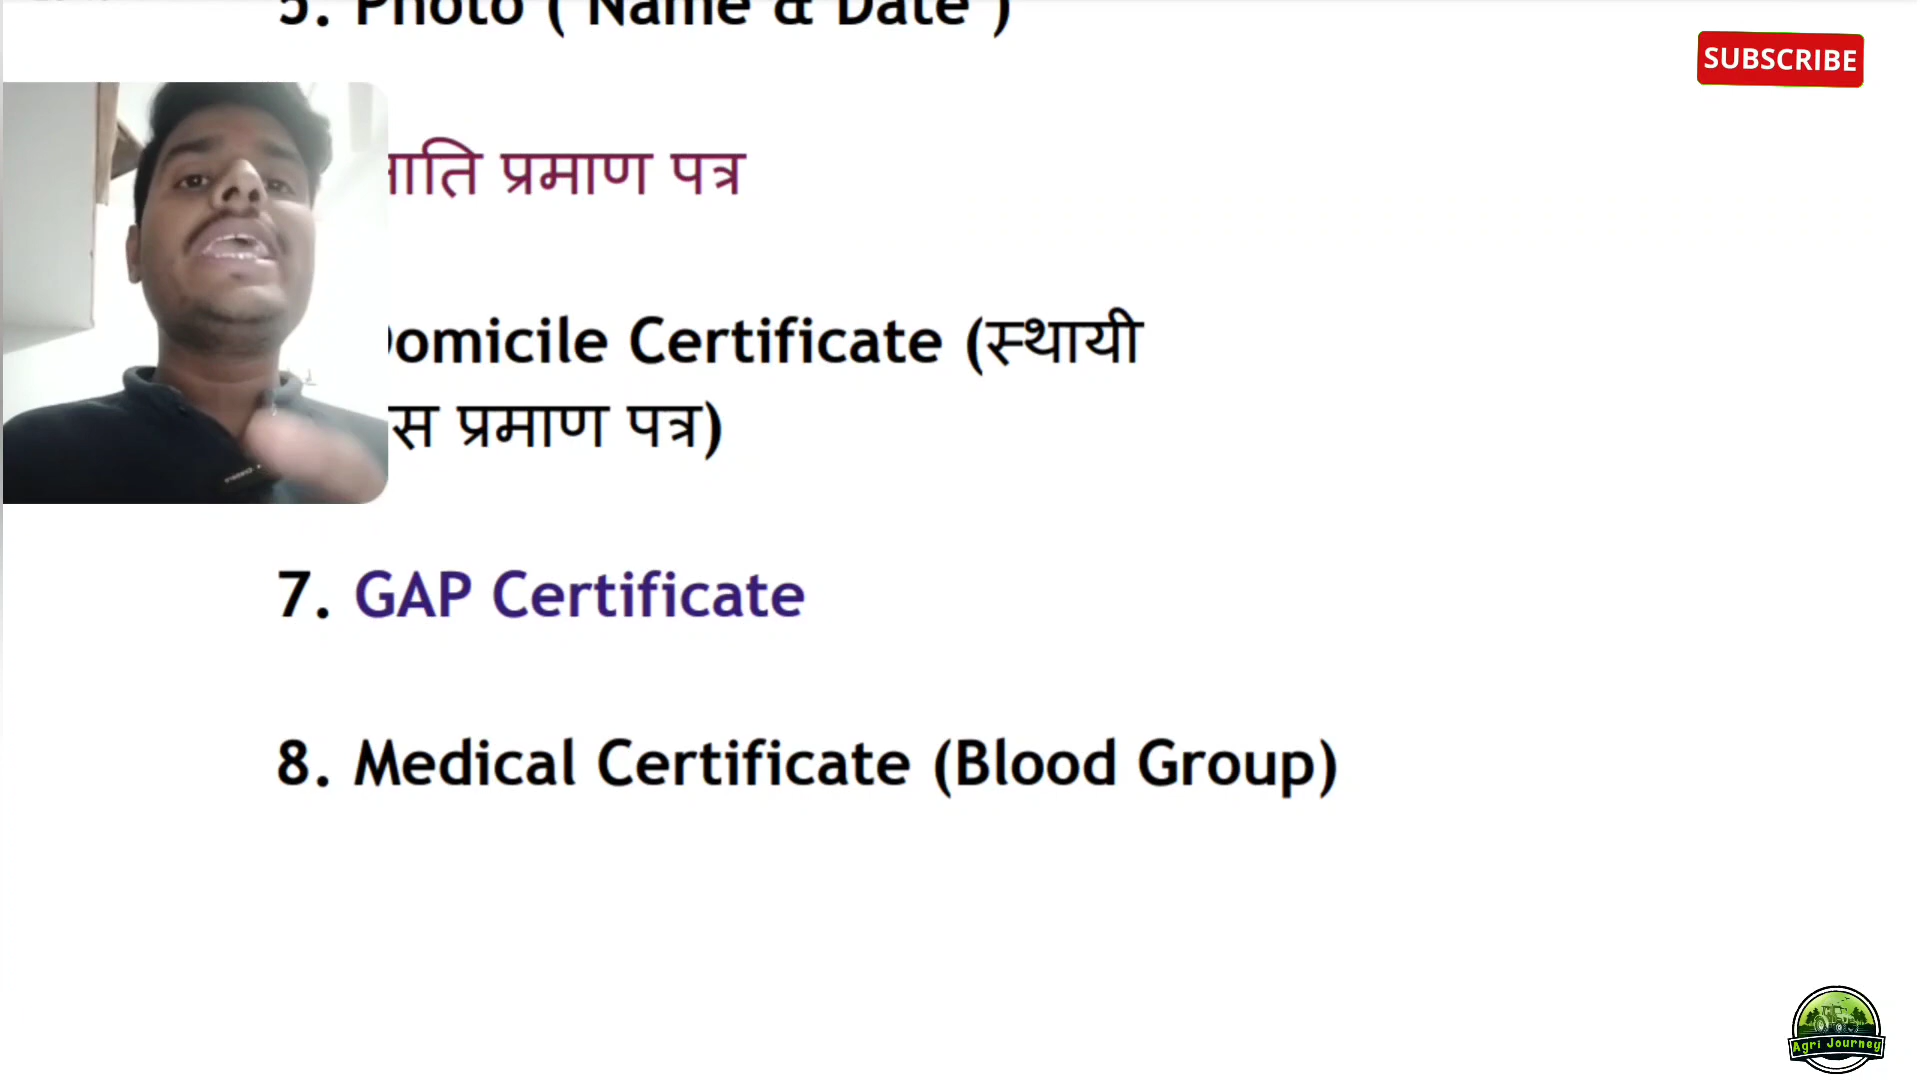 5. Photo ( Name & Date )
SUBSCRIBE
प्रमाण पत्र
Certificate (स्थायी
प्रमाण पत्र)
7. GAP Certificate
8. Medical Certificate (Blood Group)
Agri Journey